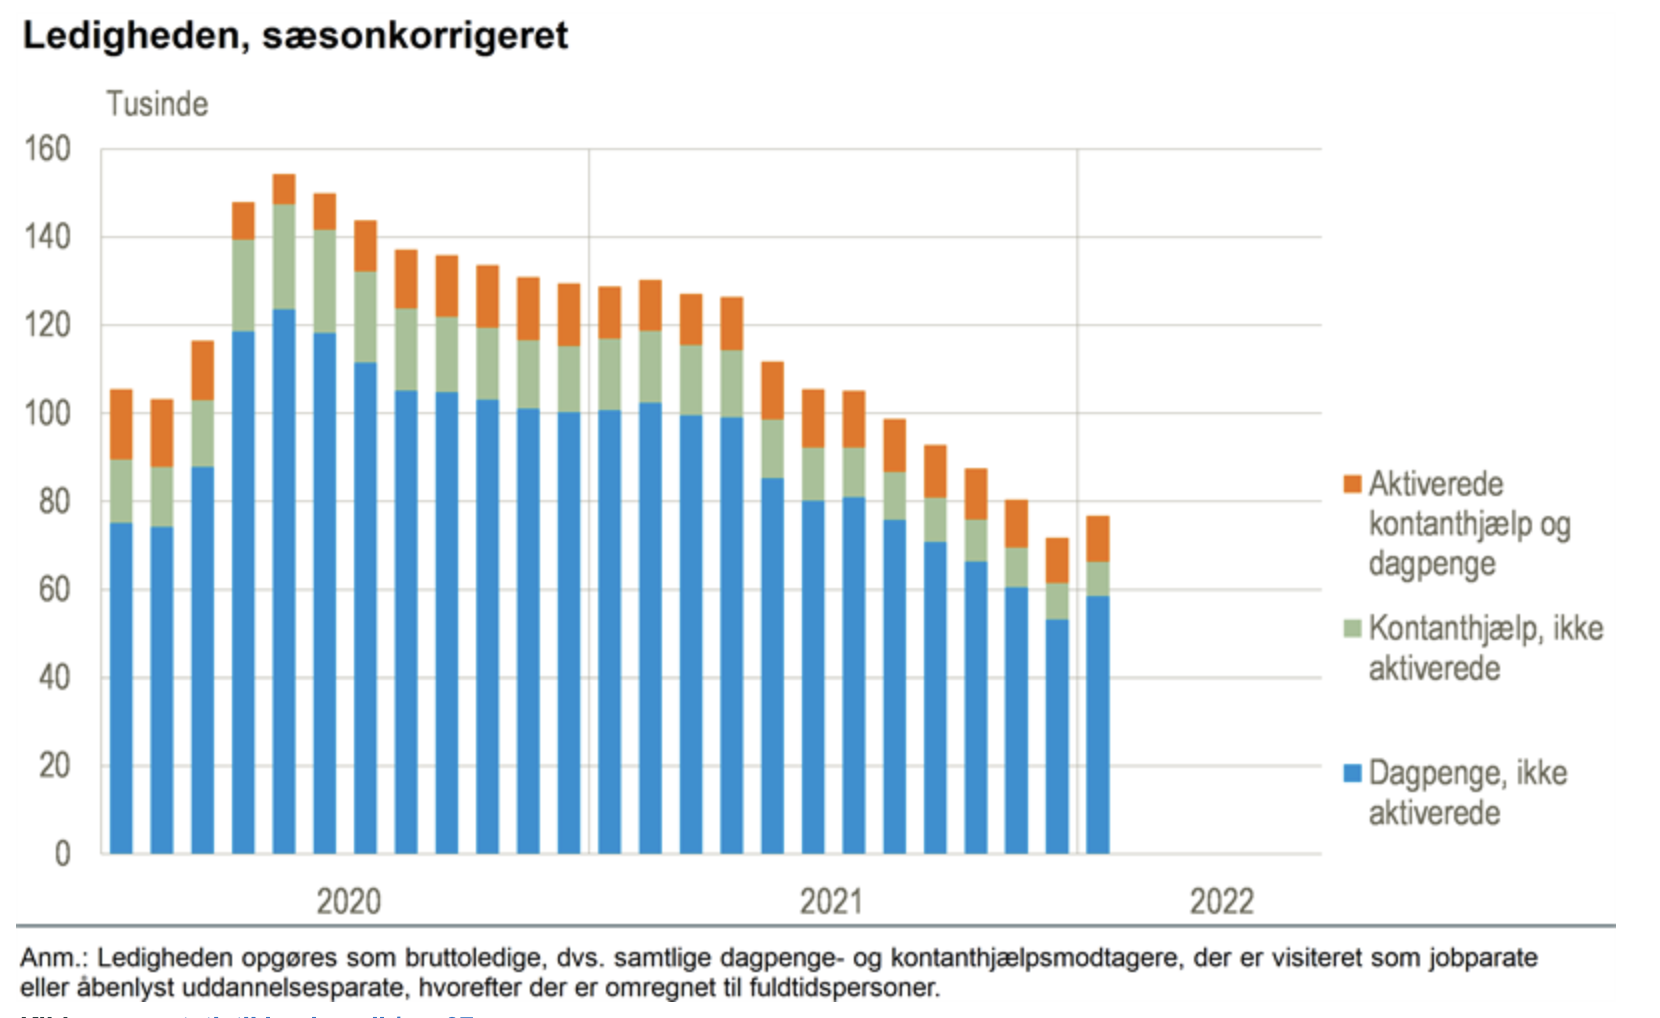 Ledigheden, sæsonkorrigeret
Tusinde
160
140
120
100
80
60
40
20
0
2020
2021
2022
Aktiverede
kontanthjælp og
dagpenge
Kontanthjælp, ikke
aktiverede
Dagpenge, ikke
aktiverede
Anm.: Ledigheden opgøres som bruttoledige, dvs. samtlige dagpenge- og kontanthjælpsmodtagere, der er visiteret som jobparate
eller åbenlyst uddannelsesparate, hvorefter der er omregnet til fuldtidspersoner.